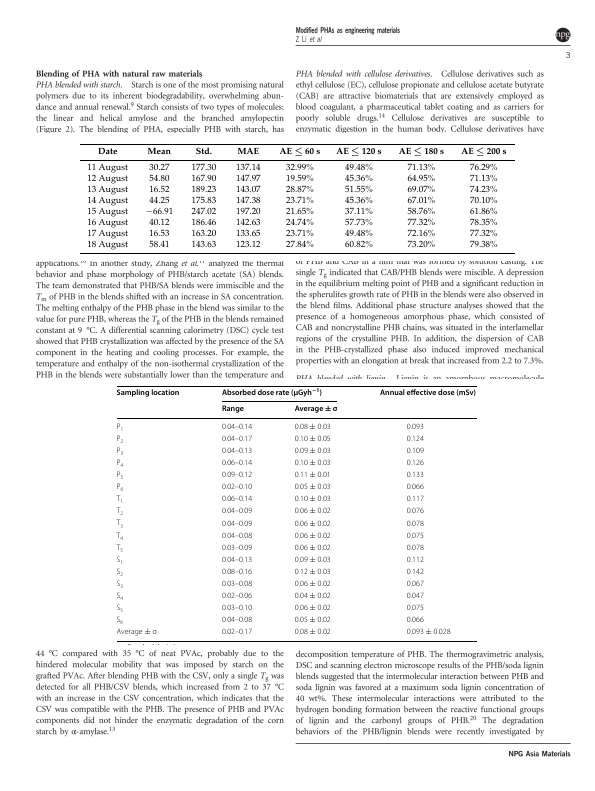 Modified PHAs as engineering materials
Z Li et al
npg
3
Blending of PHA with natural raw materials
PHA blended with starch. Starch is one of the most promising natural
polymers due to its inherent biodegradability, overwhelming abun-
dance and annual renewal.9 Starch consists of two types of molecules:
the linear and helical amylose and the branched amylopectin
(Figure 2). The blending of PHA, especially PHB with starch, has
PHA blended with cellulose derivatives. Cellulose derivatives such as
ethyl cellulose (EC), cellulose propionate and cellulose acetate butyrate
(CAB) are attractive biomaterials that are extensively employed as
blood coagulant, a pharmaceutical tablet coating and as carriers for
poorly soluble drugs.14 Cellulose derivatives are susceptible to
enzymatic digestion in the human body. Cellulose derivatives have
Date Mean Std. MAE AE ≤ 60 s AE ≤ 120 s AE ≤ 180 s AE ≤ 200 s
11 August 30.27 177.30 137.14 32.99% 49.48% 71.13% 76.29%
12 August 54.80 167.90 147.97 19.59% 45.36% 64.95% 71.13%
13 August 16.52 189.23 143.07 28.87% 51.55% 69.07% 74.23%
14 August 44.25 175.83 147.38 23.71% 45.36% 67.01% 70.10%
15 August −66.91 247.02 197.20 21.65% 37.11% 58.76% 61.86%
16 August 40.12 186.46 142.63 24.74% 57.73% 77.32% 78.35%
17 August 16.53 163.20 133.65 23.71% 49.48% 72.16% 77.32%
18 August 58.41 143.63 123.12 27.84% 60.82% 73.20% 79.38%
applications. In another study, Zhang et al. analyzed the thermal
behavior and phase morphology of PHB/starch acetate (SA) blends.
The team demonstrated that PHB/SA blends were immiscible and the
Tm of PHB in the blends shifted with an increase in SA concentration.
The melting enthalpy of the PHB phase in the blend was similar to the
value for pure PHB, whereas the Tg of the PHB in the blends remained
constant at 9 °C. A differential scanning calorimetry (DSC) cycle test
showed that PHB crystallization was affected by the presence of the SA
component in the heating and cooling processes. For example, the
temperature and enthalpy of the non-isothermal crystallization of the
PHB in the blends were substantially lower than the temperature and
of PHB and CAB in a film that was formed by solution casting. The
single Tg indicated that CAB/PHB blends were miscible. A depression
in the equilibrium melting point of PHB and a significant reduction in
the spherulites growth rate of PHB in the blends were also observed in
the blend films. Additional phase structure analyses showed that the
presence of a homogeneous amorphous phase, which consisted of
CAB and noncrystalline PHB chains, was situated in the interlamellar
regions of the crystalline PHB. In addition, the dispersion of CAB
in the PHB-crystallized phase also induced improved mechanical
properties with an elongation at break that increased from 2.2 to 7.3%.
PHA blended with lignin. Lignin is an amorphous macromolecule
Sampling location Absorbed dose rate (μGyh−1) Annual effective dose (mSv)
Range Average ± σ
P1 0.04–0.14 0.08 ± 0.03 0.093
P2 0.04–0.17 0.10 ± 0.05 0.124
P3 0.04–0.13 0.09 ± 0.03 0.109
P4 0.06–0.14 0.10 ± 0.03 0.126
P5 0.09–0.12 0.11 ± 0.01 0.133
P6 0.02–0.10 0.05 ± 0.03 0.066
T1 0.06–0.14 0.10 ± 0.03 0.117
T2 0.04–0.09 0.06 ± 0.02 0.076
T3 0.04–0.09 0.06 ± 0.02 0.078
T4 0.04–0.08 0.06 ± 0.02 0.075
T5 0.03–0.09 0.06 ± 0.02 0.078
S1 0.04–0.13 0.09 ± 0.03 0.112
S2 0.08–0.16 0.12 ± 0.03 0.142
S3 0.03–0.08 0.06 ± 0.02 0.067
S4 0.02–0.06 0.04 ± 0.02 0.047
S5 0.03–0.10 0.06 ± 0.02 0.075
S6 0.04–0.08 0.05 ± 0.02 0.066
Average ± σ 0.02–0.17 0.08 ± 0.02 0.093 ± 0.028
44 °C compared with 35 °C of neat PVAc, probably due to the
hindered molecular mobility that was imposed by starch on the
grafted PVAc. After blending PHB with the CSV, only a single Tg was
detected for all PHB/CSV blends, which increased from 2 to 37 °C
with an increase in the CSV concentration, which indicates that the
CSV was compatible with the PHB. The presence of PHB and PVAc
components did not hinder the enzymatic degradation of the corn
starch by α-amylase.13
decomposition temperature of PHB. The thermogravimetric analysis,
DSC and scanning electron microscope results of the PHB/soda lignin
blends suggested that the intermolecular interaction between PHB and
soda lignin was favored at a maximum soda lignin concentration of
40 wt%. These intermolecular interactions were attributed to the
hydrogen bonding formation between the reactive functional groups
of lignin and the carbonyl groups of PHB.20 The degradation
behaviors of the PHB/lignin blends were recently investigated by
NPG Asia Materials